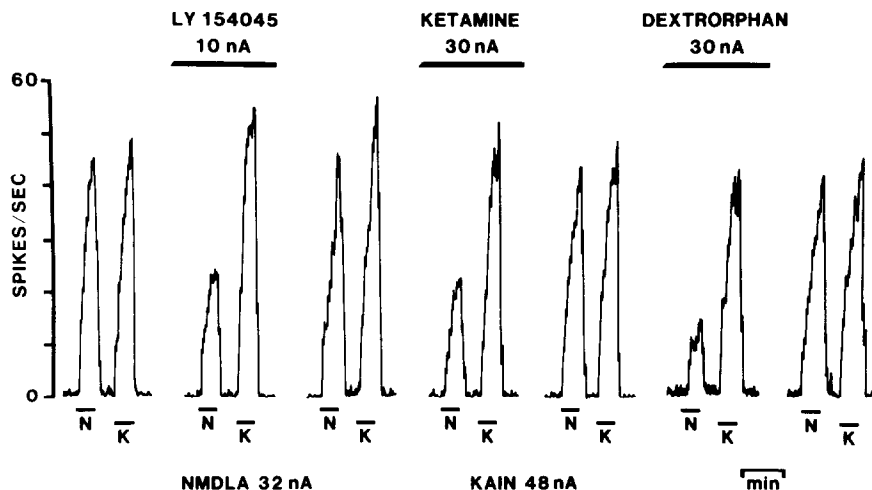 LY 154045 KETAMINE DEXTRORPHAN
10 nA 30 nA 30 nA
60
SPIKES/SEC
0
N K N K N K N K N K N K N K
NMDLA 32 nA KAIN 48 nA min